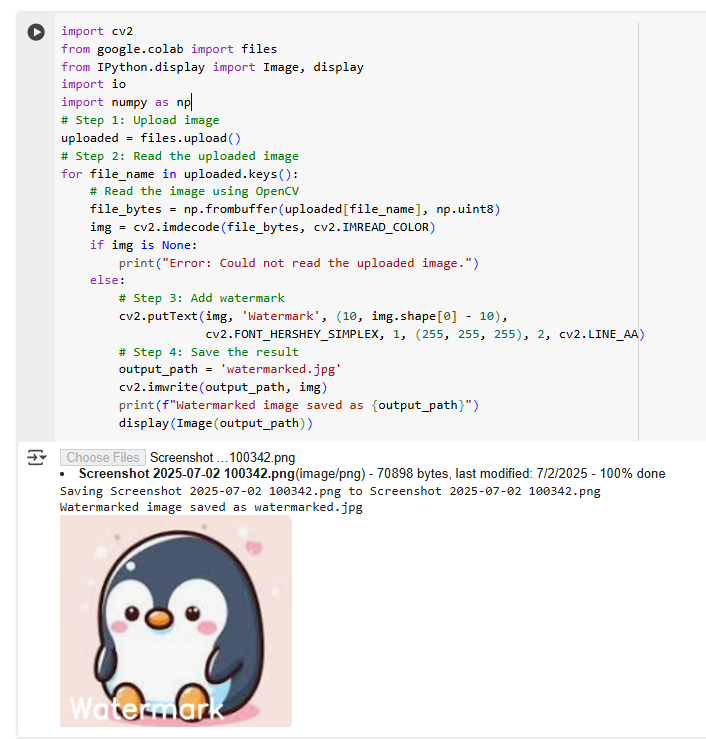 import cv2
from google.colab import files
from IPython.display import Image, display
import io
import numpy as np
# Step 1: Upload image
uploaded = files.upload()
# Step 2: Read the uploaded image
for file_name in uploaded.keys():
    # Read the image using OpenCV
    file_bytes = np.frombuffer(uploaded[file_name], np.uint8)
    img = cv2.imdecode(file_bytes, cv2.IMREAD_COLOR)
    if img is None:
        print("Error: Could not read the uploaded image.")
    else:
        # Step 3: Add watermark
        cv2.putText(img, 'Watermark', (10, img.shape[0] - 10),
                    cv2.FONT_HERSHEY_SIMPLEX, 1, (255, 255, 255), 2, cv2.LINE_AA)
        # Step 4: Save the result
        output_path = 'watermarked.jpg'
        cv2.imwrite(output_path, img)
        print(f"Watermarked image saved as {output_path}")
        display(Image(output_path))
Choose Files Screenshot ...100342.png
• Screenshot 2025-07-02 100342.png(image/png) - 70898 bytes, last modified: 7/2/2025 - 100% done
Saving Screenshot 2025-07-02 100342.png to Screenshot 2025-07-02 100342.png
Watermarked image saved as watermarked.jpg
Watermark